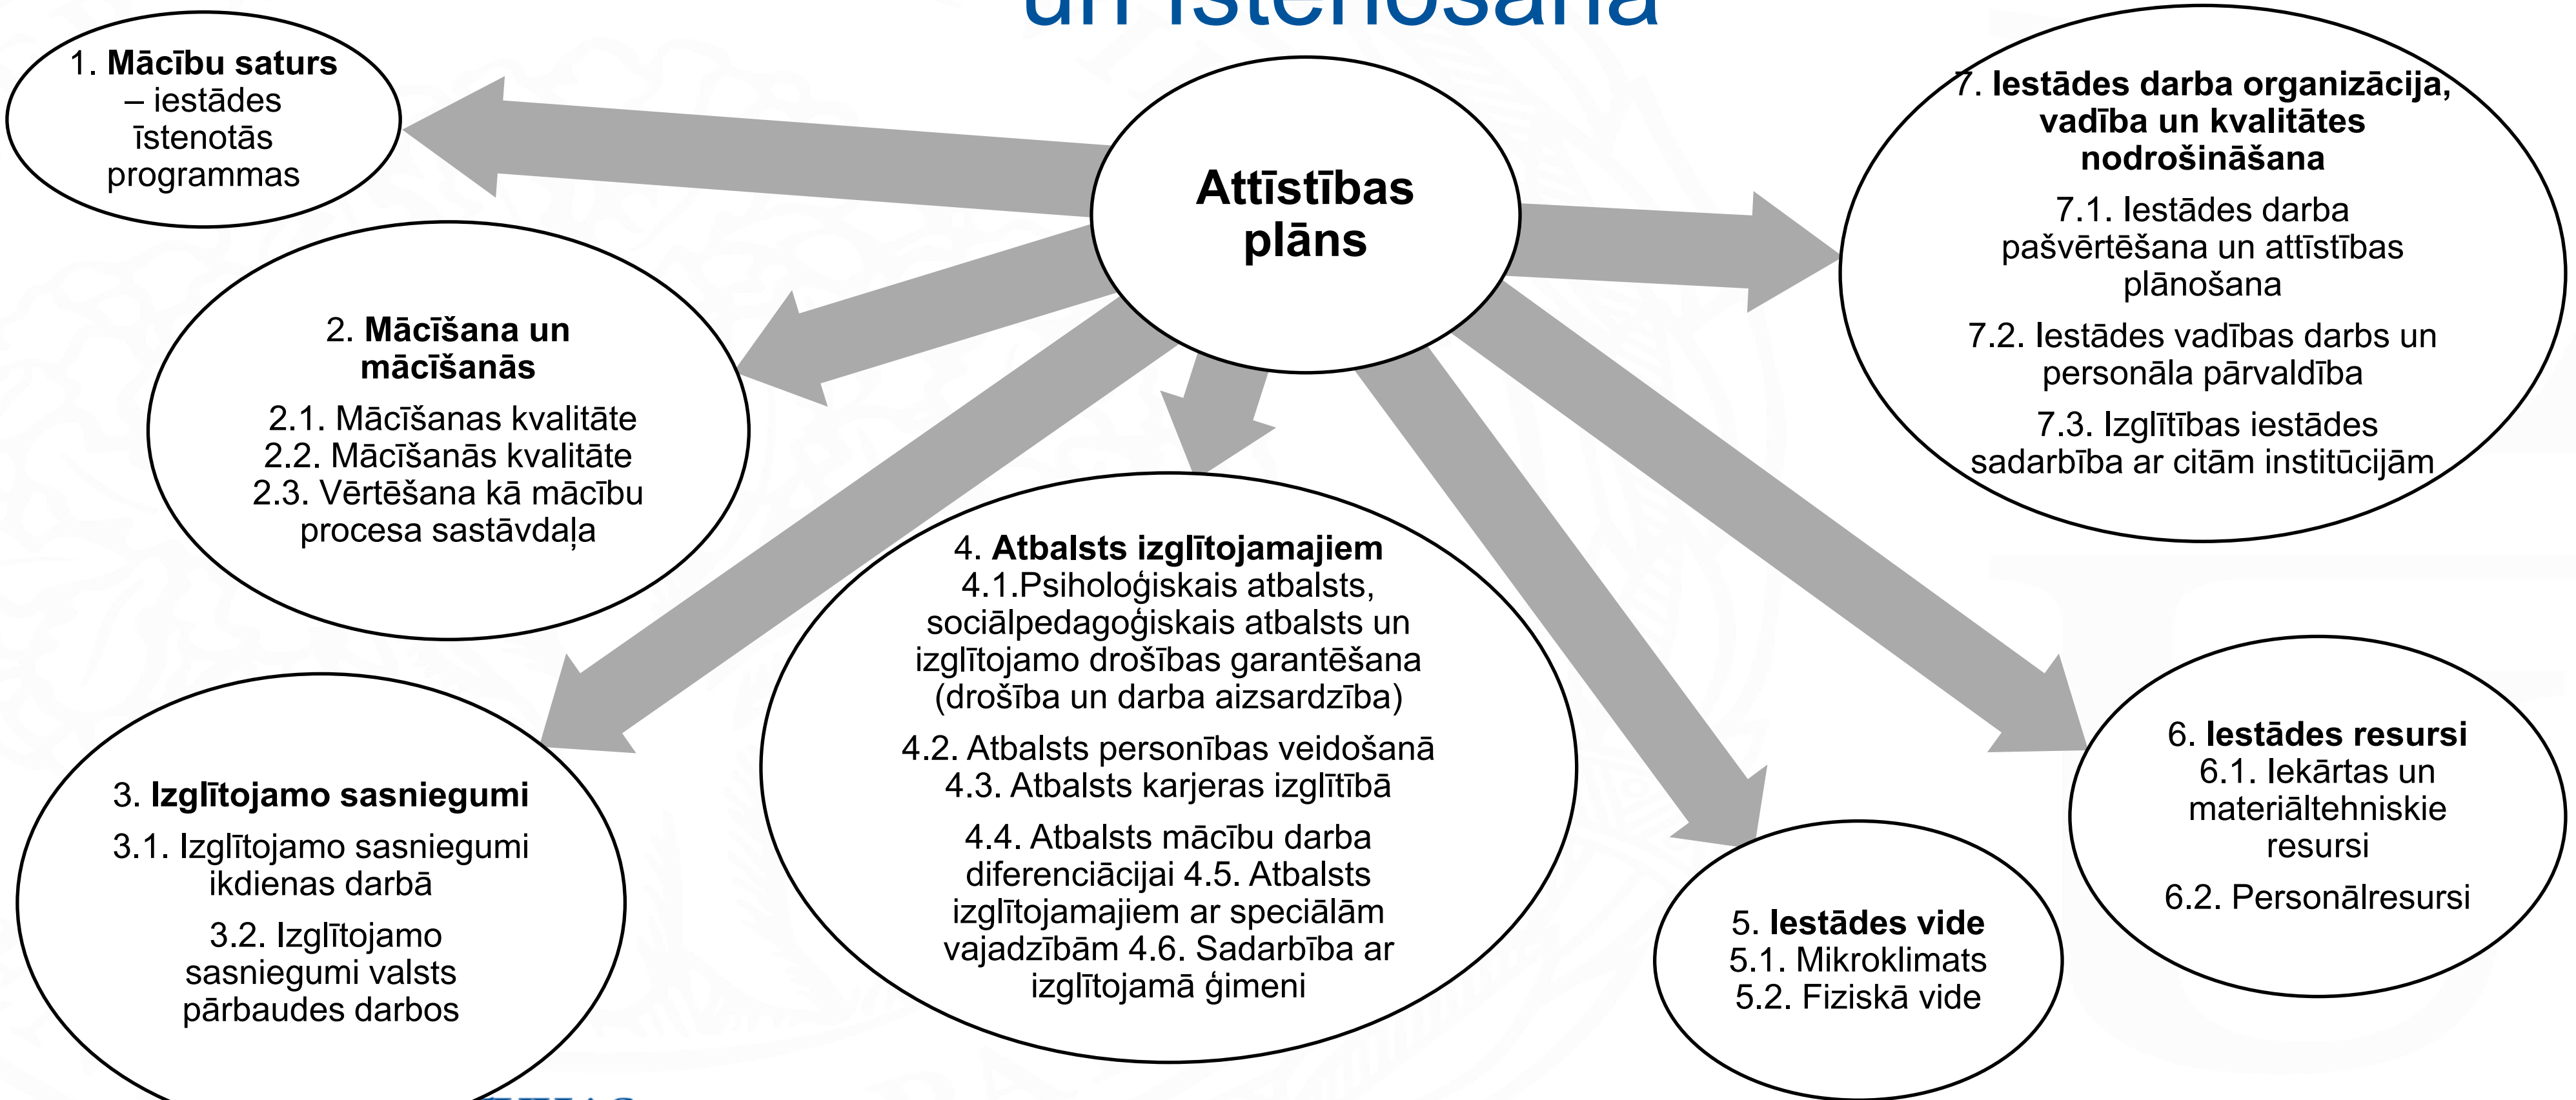 un īstenošana
1. Mācību saturs
– iestādes
īstenotās
programmas
Attīstības
plāns
7. Iestādes darba organizācija,
vadība un kvalitātes
nodrošināšana
7.1. Iestādes darba
pašvērtēšana un attīstības
plānošana
7.2. Iestādes vadības darbs un
personāla pārvaldība
7.3. Izglītības iestādes
sadarbība ar citām institūcijām
2. Mācīšana un
mācīšanās
2.1. Mācīšanas kvalitāte
2.2. Mācīšanās kvalitāte
2.3. Vērtēšana kā mācību
procesa sastāvdaļa
3. Izglītojamo sasniegumi
3.1. Izglītojamo sasniegumi
ikdienas darbā
3.2. Izglītojamo
sasniegumi valsts
pārbaudes darbos
4. Atbalsts izglītojamajiem
4.1.Psiholoģiskais atbalsts,
sociālpedagoģiskais atbalsts un
izglītojamo drošības garantēšana
(drošība un darba aizsardzība)
4.2. Atbalsts personības veidošanā
4.3. Atbalsts karjeras izglītībā
4.4. Atbalsts mācību darba
diferenciācijai 4.5. Atbalsts
izglītojamajiem ar speciālām
vajadzībām 4.6. Sadarbība ar
izglītojamā ģimeni
5. Iestādes vide
5.1. Mikroklimats
5.2. Fiziskā vide
6. Iestādes resursi
6.1. Iekārtas un
materiāltehniskie
resursi
6.2. Personālresursi